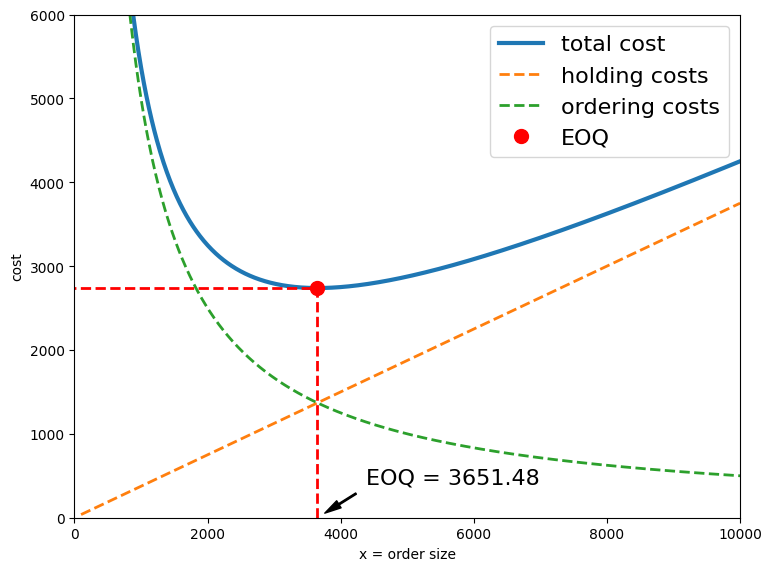 6000
5000
4000
3000
2000
1000
0
cost
total cost
holding costs
ordering costs
EOQ
EOQ = 3651.48
0
2000
4000
6000
8000
10000
x = order size